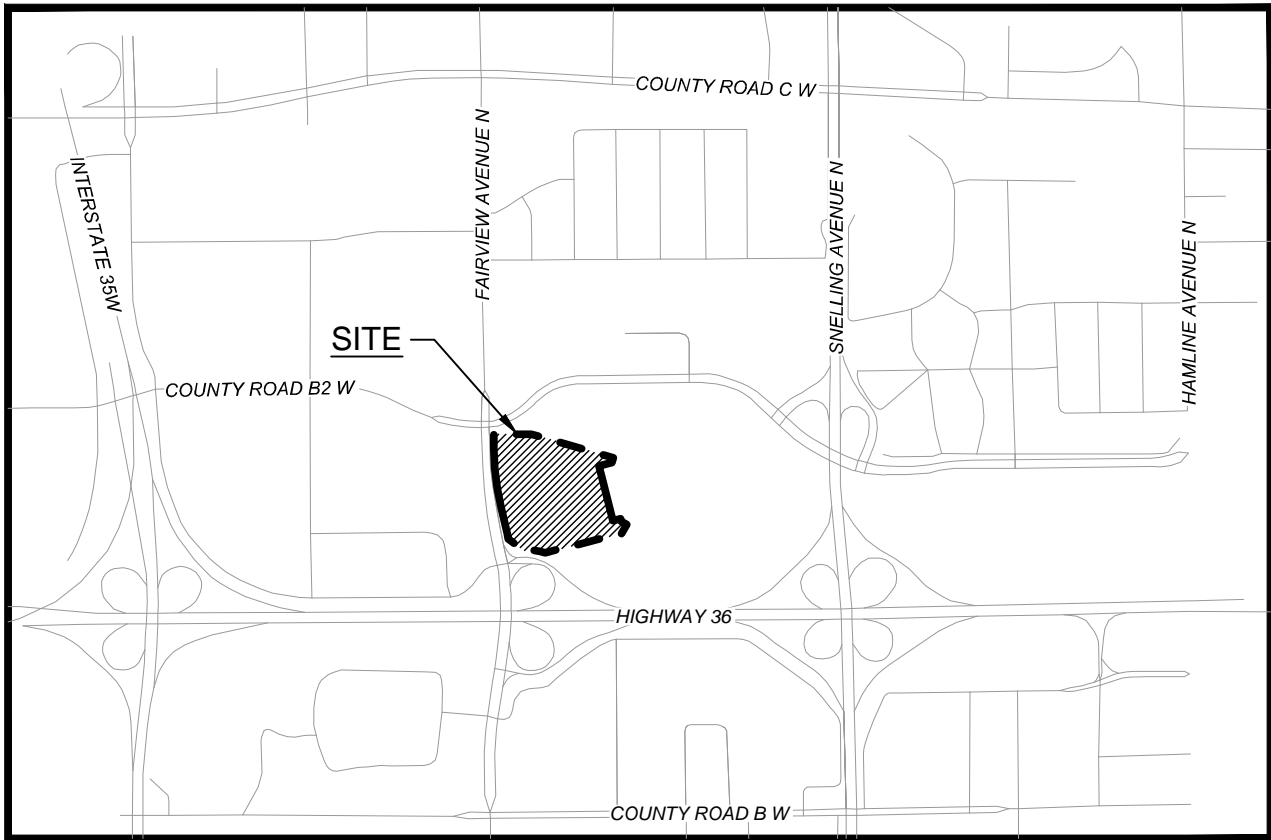 COUNTY ROAD C W
FAIRVIEW AVENUE N
INTERSTATE 35W
SNELLING AVENUE N
HAMLINE AVENUE N
SITE
COUNTY ROAD B2 W
HIGHWAY 36
COUNTY ROAD B W